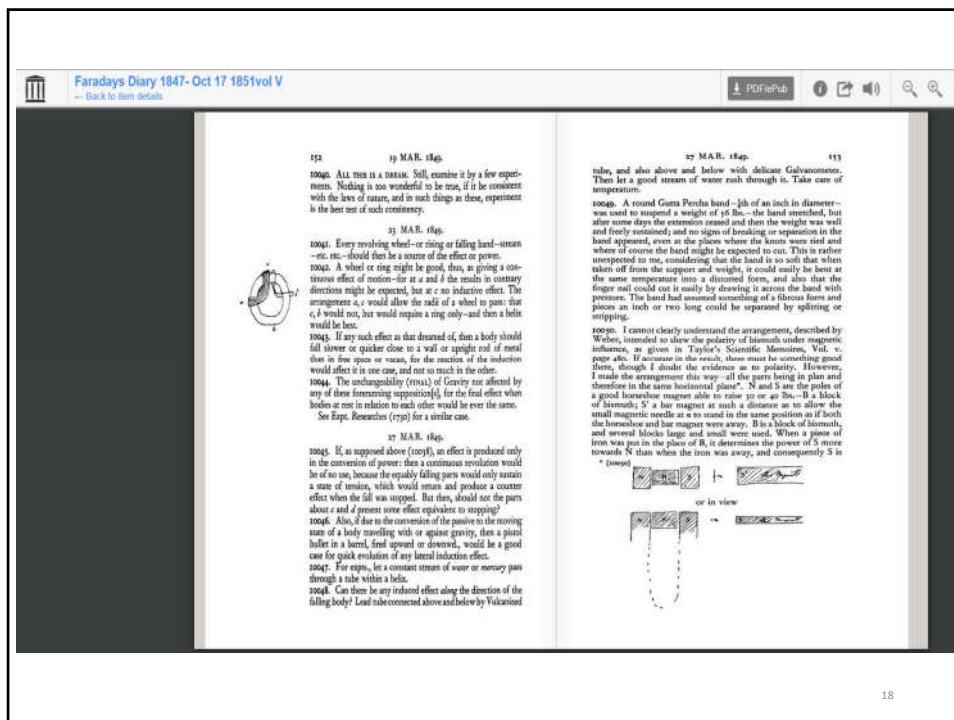 Faradays Diary 1847- Oct 17 1851vol V
← Back to item details
PDF/ePub
152 19 MAR. 1849.
10040. ALL THIS IS A DREAM. Still, examine it by a few experi-
ments. Nothing is too wonderful to be true, if it be consistent
with the laws of nature, and in such things as these, experiment
is the best test of such consistency.
23 MAR. 1849.
10041. Every revolving wheel—or rising or falling band—stream
—etc. etc.—should then be a source of the effect or power.
10042. A wheel or ring might be good, thus, as giving a con-
tinuous effect of motion—for at a and b the results in contrary
directions might be expected, but at c no inductive effect. The
arrangement a, c would allow the radii of a wheel to pass: that
c, b would not, but would require a ring only—and then a helix
would be best.
10043. If any such effect as that dreamed of, then a body should
fall slower or quicker close to a wall or upright rod of metal
than in free space or vacuo, for the reaction of the induction
would affect it in one case, and not so much in the other.
10044. The unchangeability (FINAL) of Gravity not affected by
any of these forerunning supposition[s], for the final effect when
bodies at rest in relation to each other would be ever the same.
See Expt. Researches (1730) for a similar case.
27 MAR. 1849.
10045. If, as supposed above (10038), an effect is produced only
in the conversion of power: then a continuous revolution would
be of no use, because the equably falling parts would only sustain
a state of tension, which would return and produce a counter
effect when the fall was stopped. But then, should not the parts
about c and d present some effect equivalent to stopping?
10046. Also, if due to the conversion of the passive to the moving
state of a body travelling with or against gravity, then a pistol
bullet in a barrel, fired upward or downwd., would be a good
case for quick evolution of any lateral induction effect.
10047. For expts., let a constant stream of water or mercury pass
through a tube within a helix.
10048. Can there be any induced effect along the direction of the
falling body? Lead tube connected above and below by Vulcanized
27 MAR. 1849. 153
tube, and also above and below with delicate Galvanometer.
Then let a good stream of water rush through it. Take care of
temperature.
10049. A round Gutta Percha band— of an inch in diameter—
was used to suspend a weight of 56 lbs.—the band stretched, but
after some days the extension ceased and then the weight was well
and freely sustained; and no signs of breaking or separation in the
band appeared, even at the places where the knots were tied and
where of course the band might be expected to cut. This is rather
unexpected to me, considering that the band is so soft that when
taken off from the support and weight, it could easily be bent at
the same temperature into a distorted form, and also that the
finger nail could cut it easily by drawing it across the band with
pressure. The band had assumed something of a fibrous form and
pieces an inch or two long could be separated by splitting or
stripping.
10050. I cannot clearly understand the arrangement, described by
Weber, intended to shew the polarity of bismuth under magnetic
influence, as given in Taylor's Scientific Memoires, Vol. v.
page 480. If accurate in the result, there must be something good
there, though I doubt the evidence as to polarity. However,
I made the arrangement this way—all the parts being in plan and
therefore in the same horizontal plane*. N and S are the poles of
a good horseshoe magnet able to raise 30 or 40 lbs.—B a block
of bismuth; S' a bar magnet at such a distance as to allow the
small magnetic needle at n to stand in the same position as if both
the horseshoe and bar magnet were away. B is a block of bismuth,
and several blocks large and small were used. When a piece of
iron was put in the place of B, it determines the power of S more
towards N than when the iron was away, and consequently S is
* (10050)
or in view
18